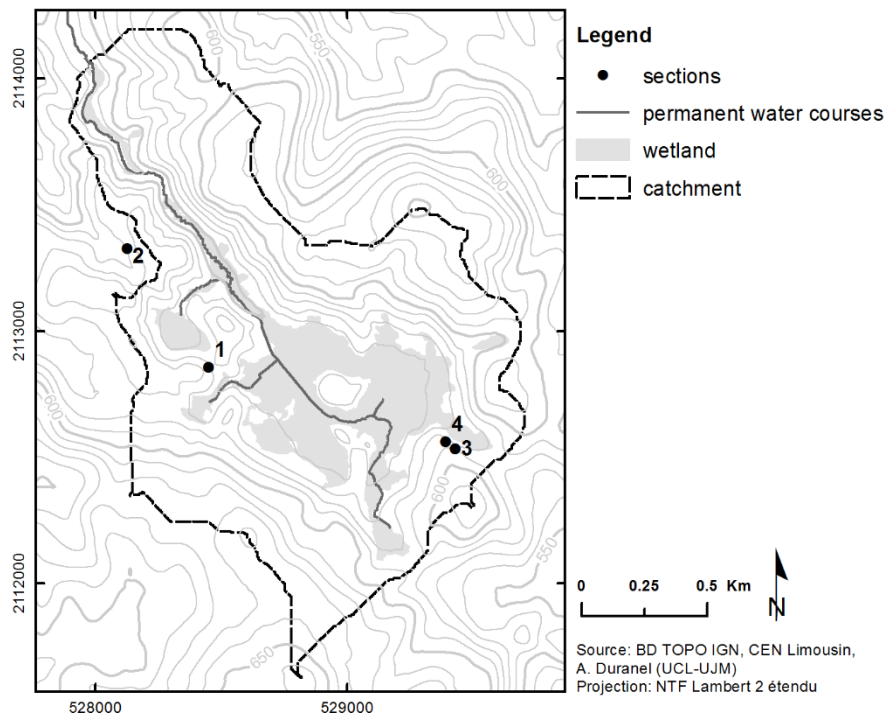 2114000
2113000
2112000
528000
529000
600
550
600
600
600
550
650
2
1
4
3
Legend
sections
permanent water courses
wetland
catchment
0 0.25 0.5 Km
N
Source: BD TOPO IGN, CEN Limousin,
A. Duranel (UCL-UJM)
Projection: NTF Lambert 2 étendu